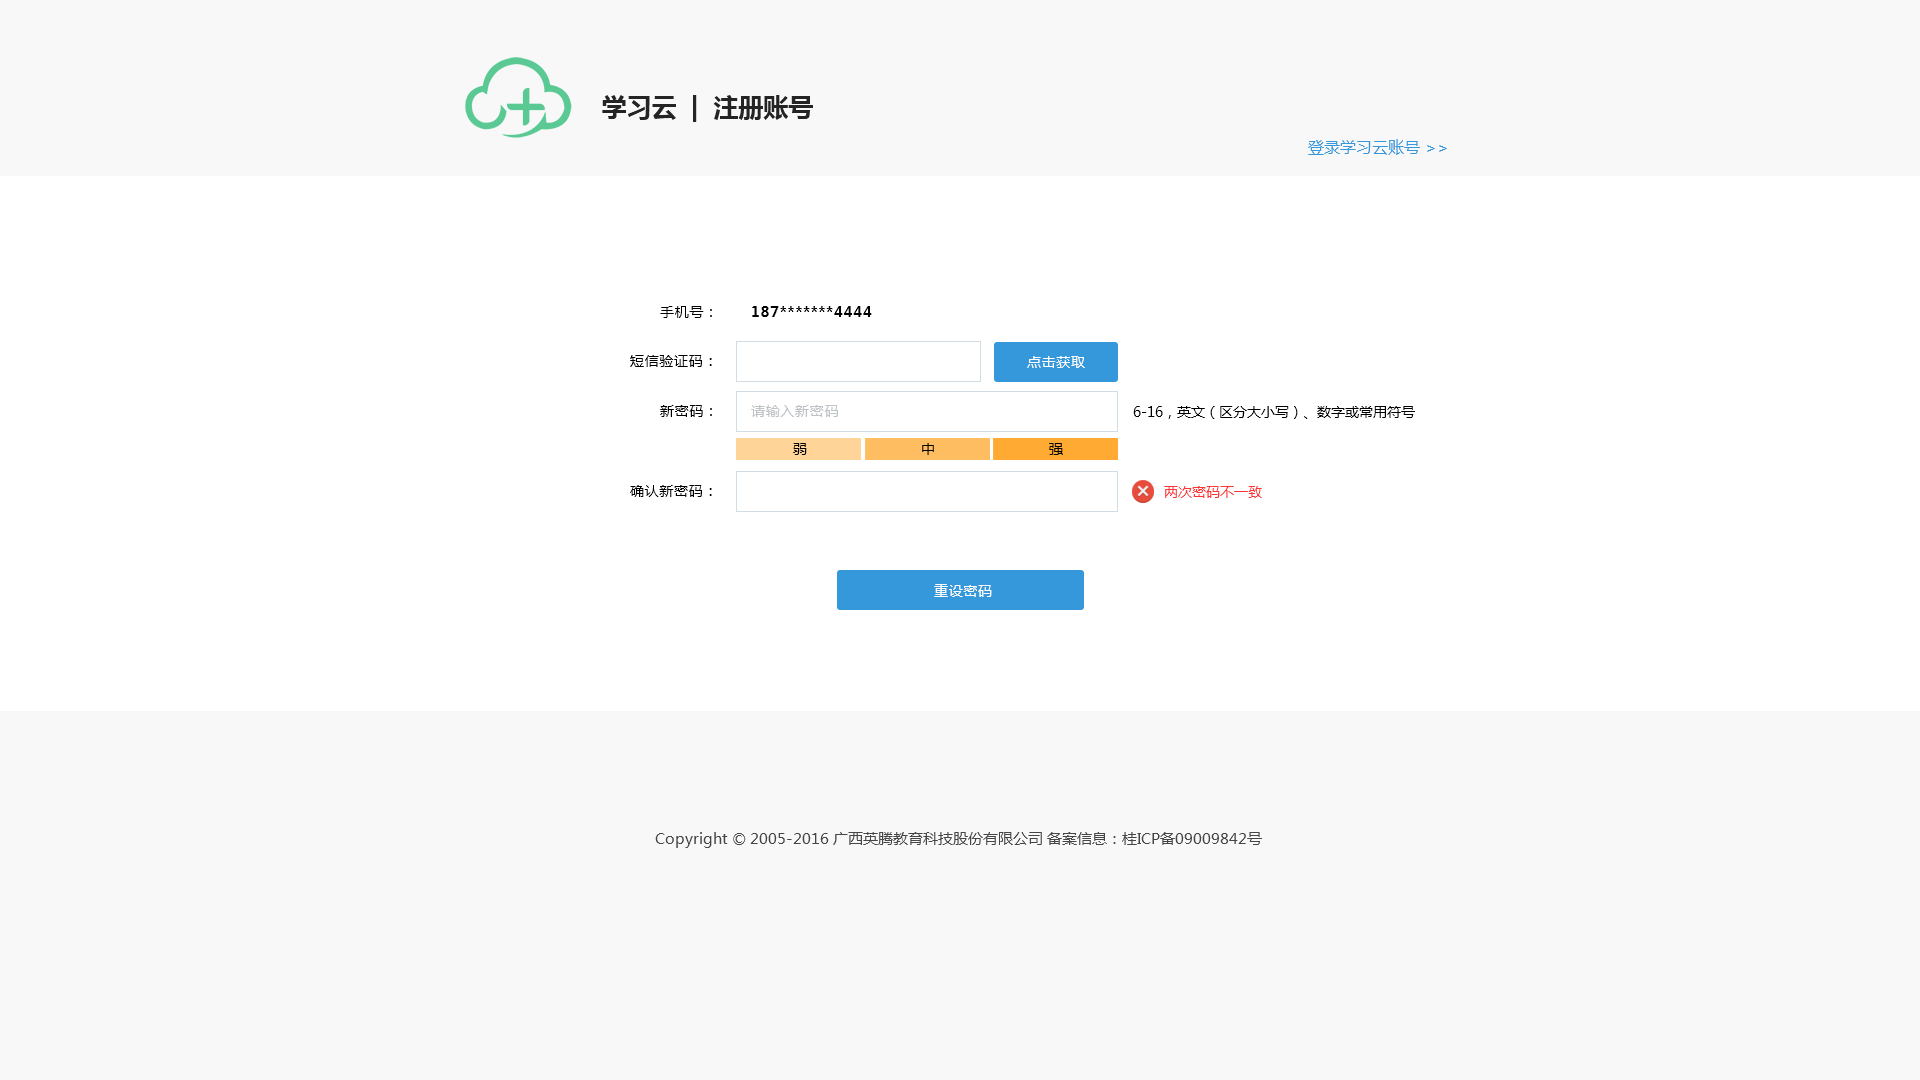 学习云 | 注册账号
登录学习云账号 >>
手机号： 187*******4444
短信验证码： 点击获取
新密码： 请输入新密码 6-16，英文（区分大小写）、数字或常用符号
弱 中 强
确认新密码： 两次密码不一致
重设密码
Copyright © 2005-2016 广西英腾教育科技股份有限公司 备案信息：桂ICP备09009842号